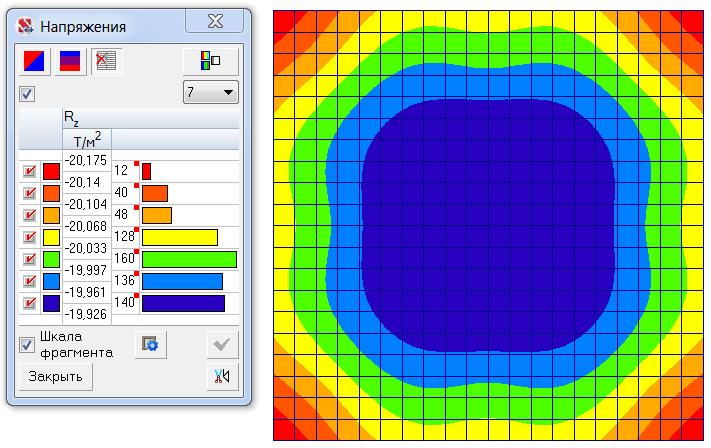 Напряжения
7
Rz
Т/м2
-20,175
12
-20,14
40
-20,104
48
-20,068
128
-20,033
160
-19,997
136
-19,961
140
-19,926
Шкала
фрагмента
Закрыть